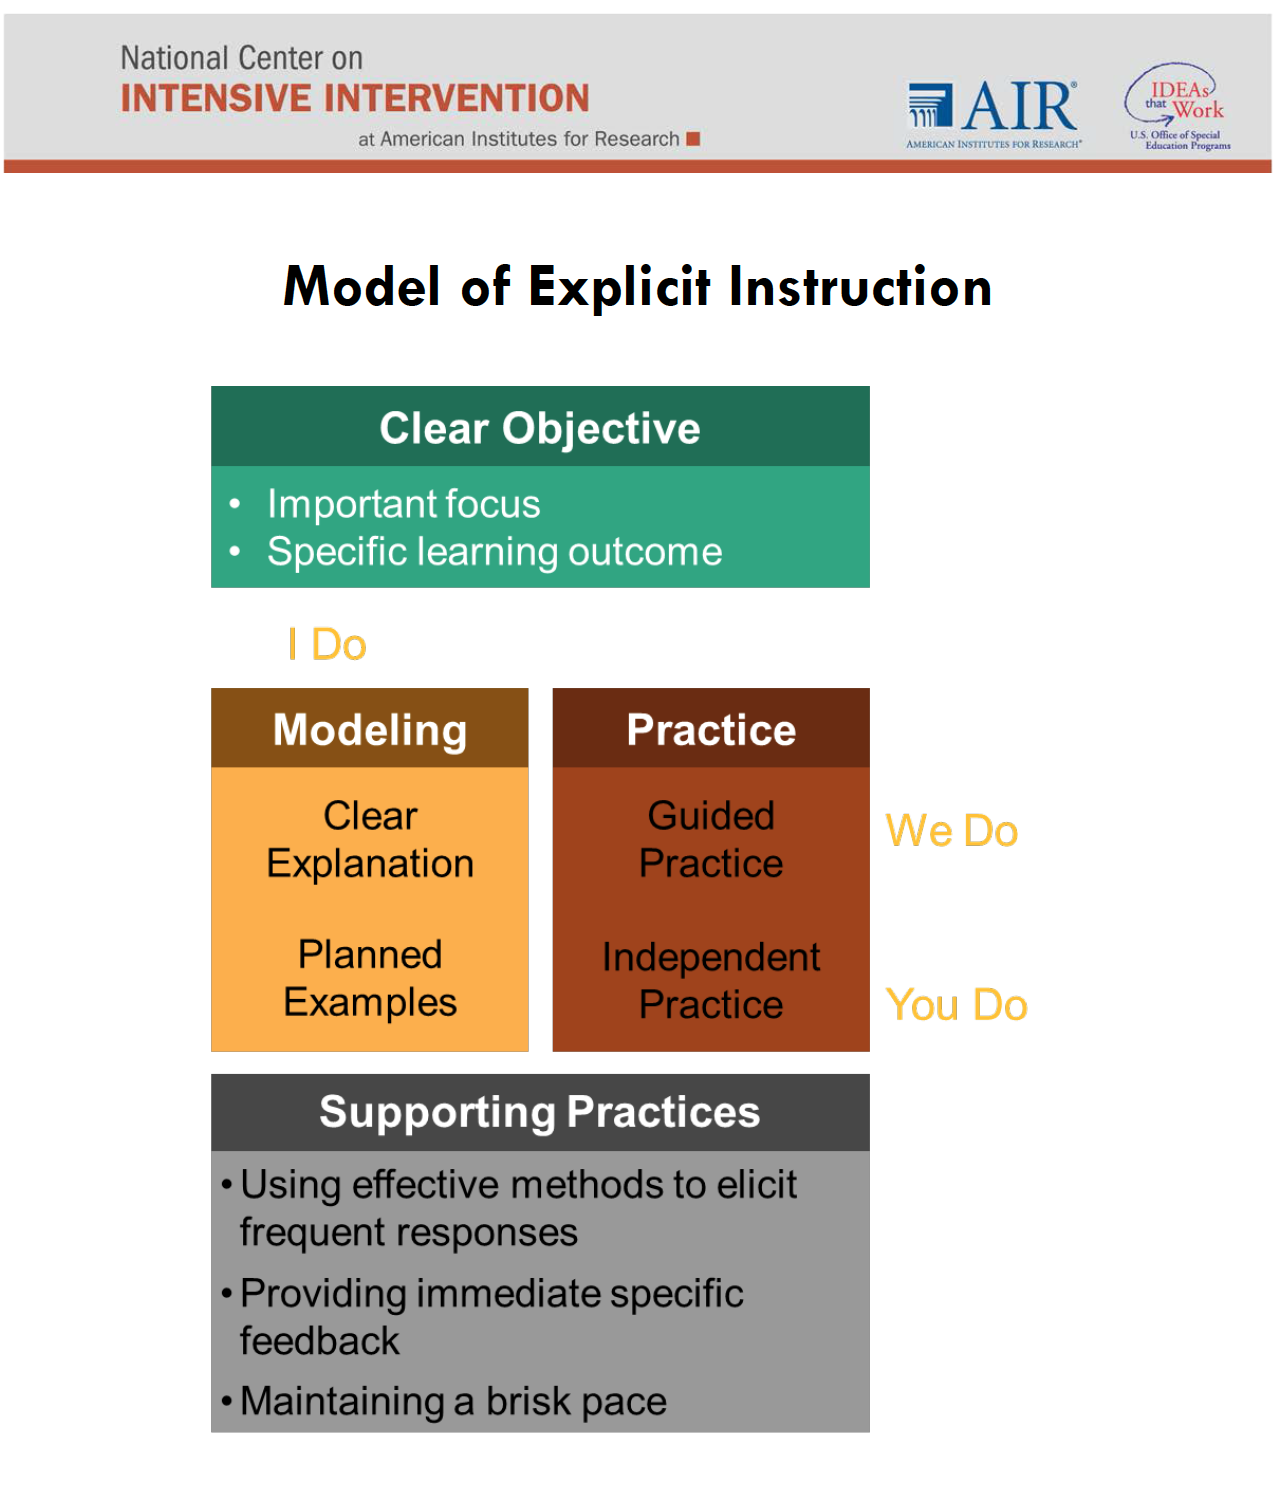 National Center on
INTENSIVE INTERVENTION
at American Institutes for Research
AIR®
AMERICAN INSTITUTES FOR RESEARCH®
IDEAs
that Work
U.S. Office of Special
Education Programs
Model of Explicit Instruction
Clear Objective
• Important focus
• Specific learning outcome
I Do
Modeling
Clear
Explanation
Planned
Examples
Practice
Guided
Practice
We Do
Independent
Practice
You Do
Supporting Practices
• Using effective methods to elicit
frequent responses
• Providing immediate specific
feedback
• Maintaining a brisk pace